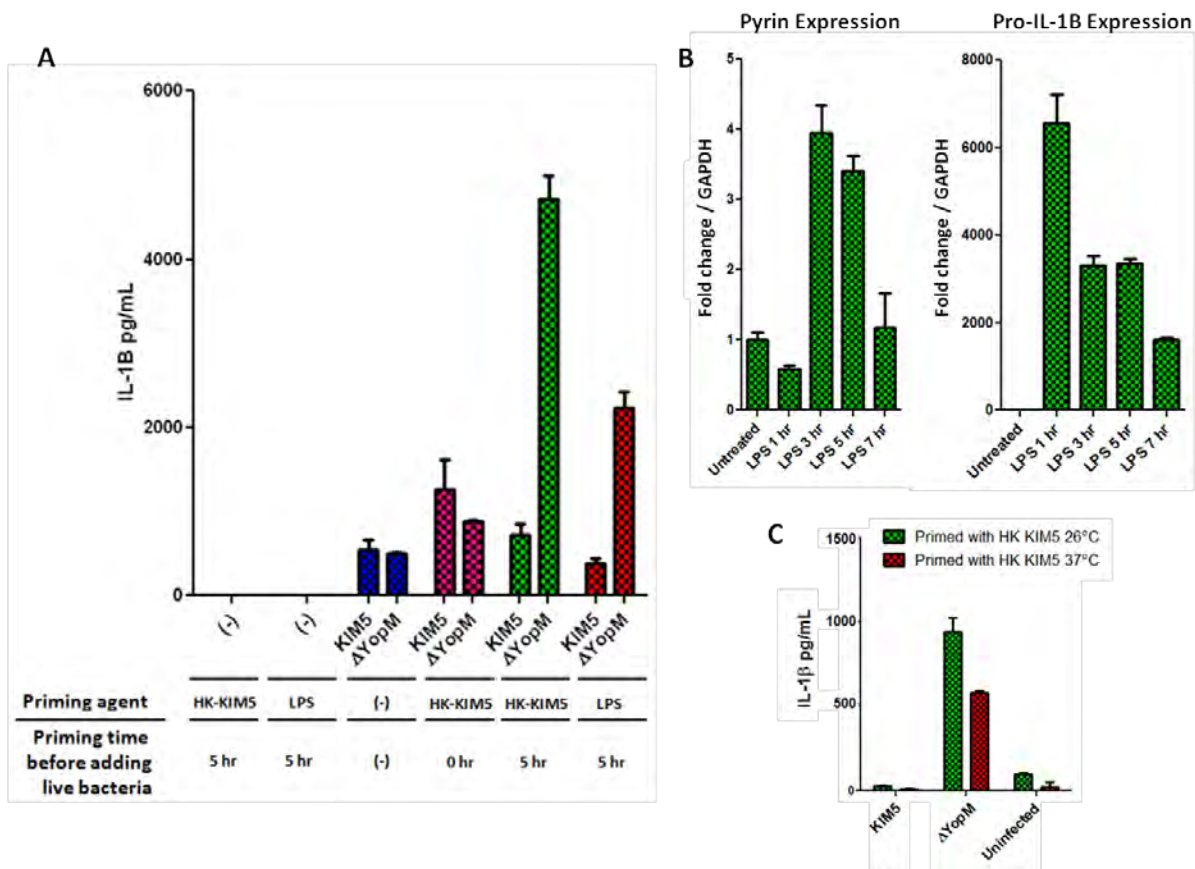 A
6000
4000
2000
0
IL-1B pg/mL
(-) (-) KIM5 ΔYopM KIM5 ΔYopM KIM5 ΔYopM KIM5 ΔYopM
Priming agent HK-KIM5 LPS (-) HK-KIM5 HK-KIM5 LPS
Priming time
before adding
live bacteria
5 hr 5 hr (-) 0 hr 5 hr 5 hr
B
Pyrin Expression
5
4
3
2
1
0
Fold change / GAPDH
Untreated LPS 1 hr LPS 3 hr LPS 5 hr LPS 7 hr
Pro-IL-1B Expression
8000
6000
4000
2000
0
Fold change / GAPDH
Untreated LPS 1 hr LPS 3 hr LPS 5 hr LPS 7 hr
C
Primed with HK KIM5 26°C
Primed with HK KIM5 37°C
1500
1000
500
0
IL-1β pg/mL
KIM5 ΔYopM Uninfected